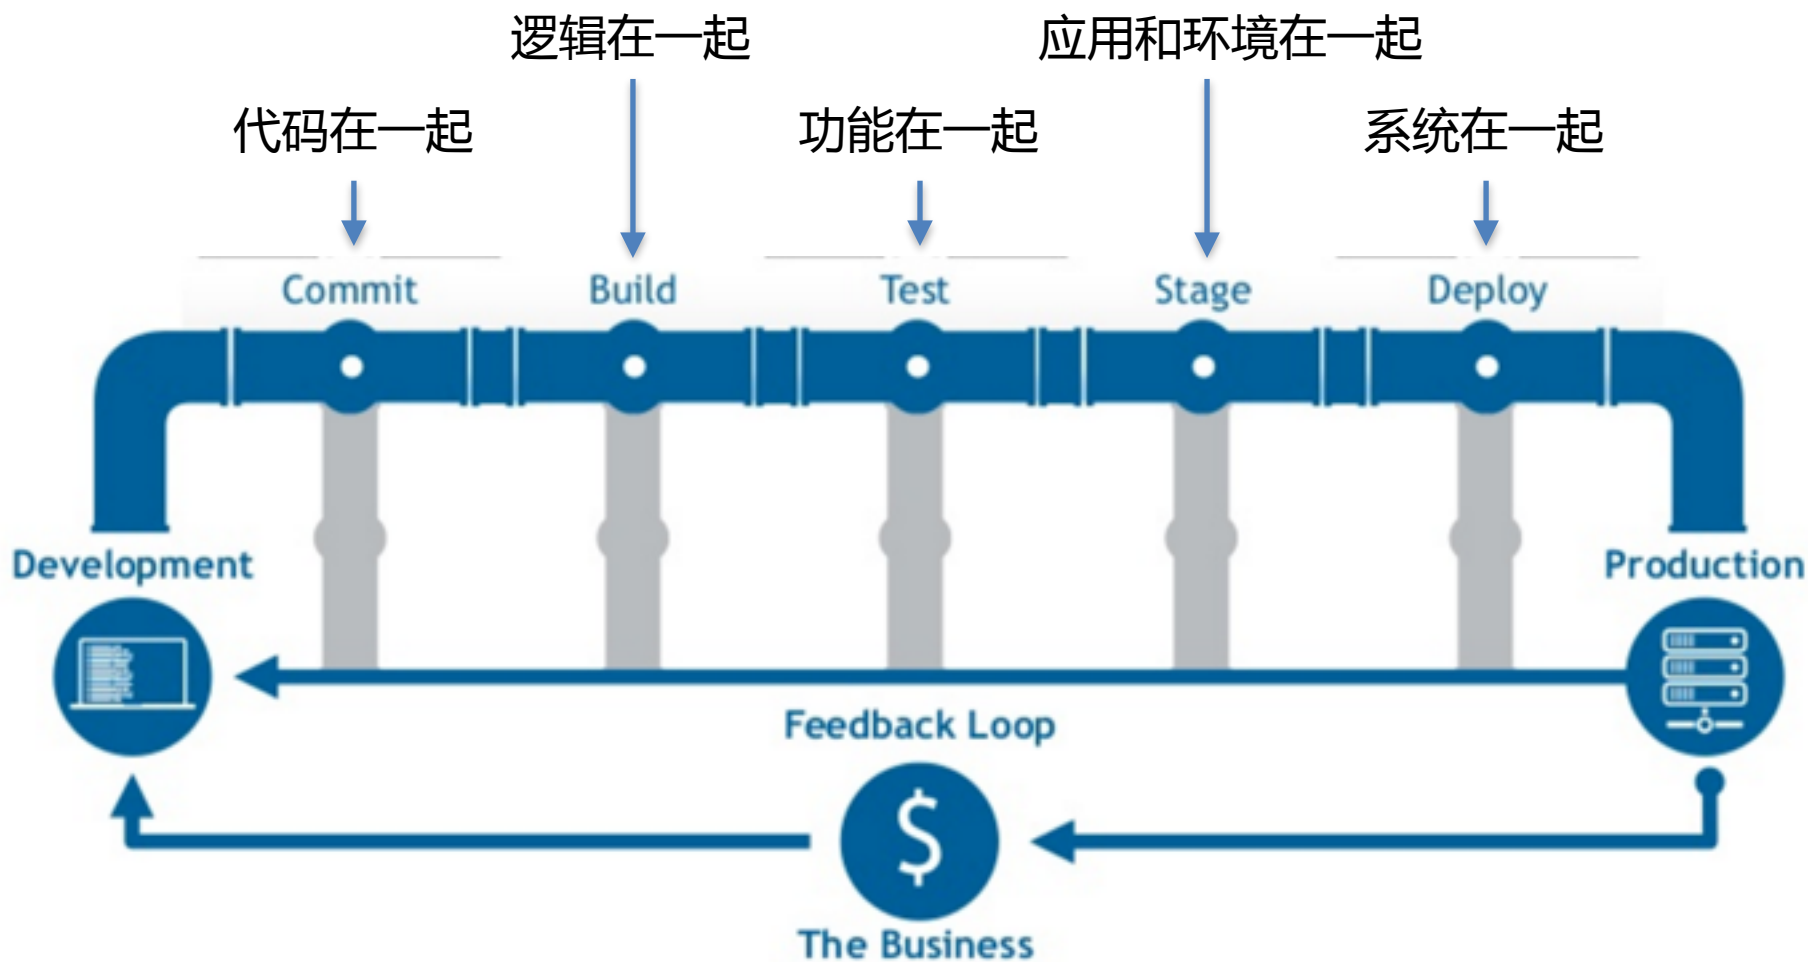 逻辑在一起
应用和环境在一起
代码在一起
功能在一起
系统在一起
Commit
Build
Test
Stage
Deploy
Development
Production
Feedback Loop
$
The Business